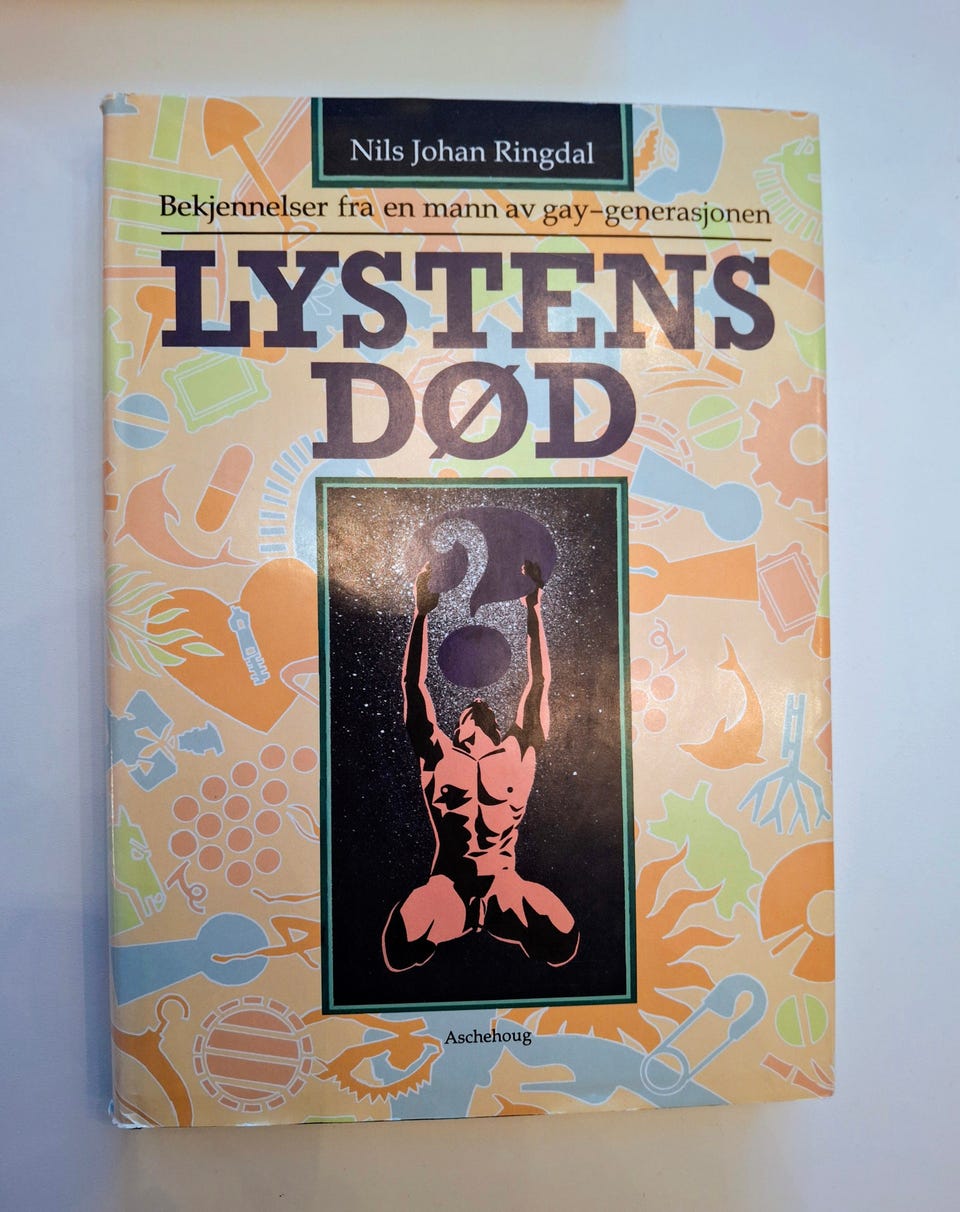 Nils Johan Ringdal
Bekjennelser fra en mann av gay–generasjonen
LYSTENS
DØD
?
Aschehoug